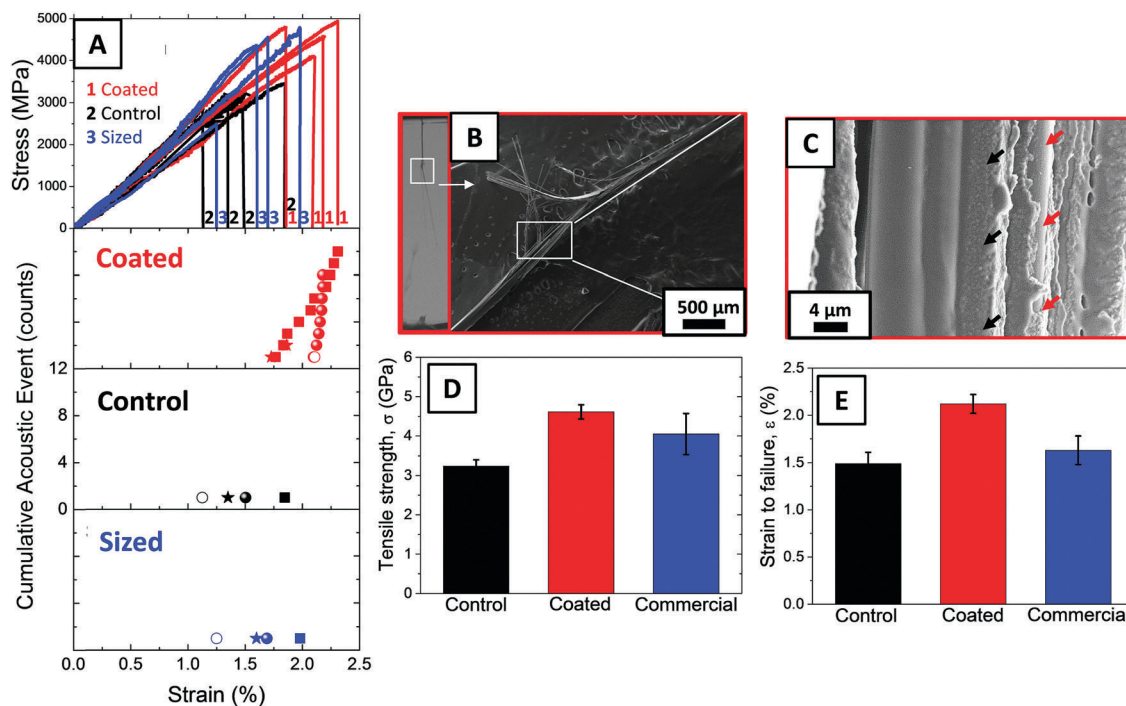 A
1 Coated
2 Control
3 Sized
Stress (MPa)
5000
4000
3000
2000
1000
0
2 3 2 2 3 3 2 1 3 1 1 1
Cumulative Acoustic Event (counts)
Coated
12
Control
8
4
0
Sized
0.0 0.5 1.0 1.5 2.0 2.5
Strain (%)
B
500 µm
C
4 µm
D
Tensile strength, σ (GPa)
6
5
4
3
2
1
0
Control Coated Commercial
E
Strain to failure, ε (%)
2.5
2.0
1.5
1.0
0.5
0.0
Control Coated Commercial